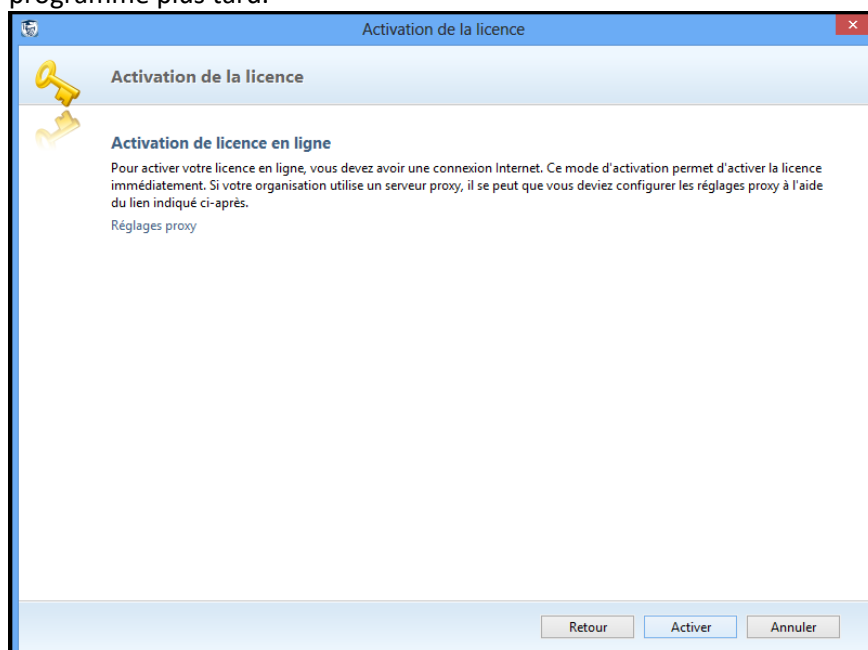 programme plus tard.
Activation de la licence
Activation de la licence
Activation de licence en ligne
Pour activer votre licence en ligne, vous devez avoir une connexion Internet. Ce mode d'activation permet d'activer la licence
immédiatement. Si votre organisation utilise un serveur proxy, il se peut que vous deviez configurer les réglages proxy à l'aide
du lien indiqué ci-après.
Réglages proxy
Retour Activer Annuler